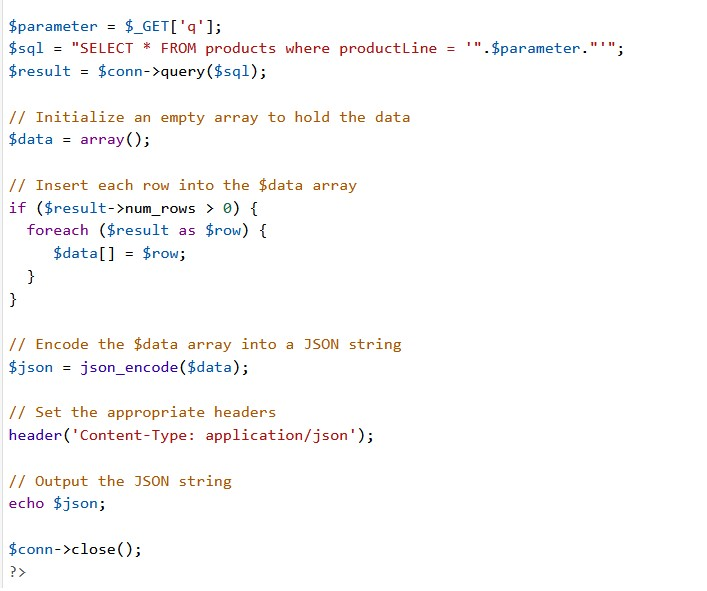 $parameter = $_GET['q'];
$sql = "SELECT * FROM products where productLine = '".$parameter."'";
$result = $conn->query($sql);
// Initialize an empty array to hold the data
$data = array();
// Insert each row into the $data array
if ($result->num_rows > 0) {
foreach ($result as $row) {
$data[] = $row;
}
}
// Encode the $data array into a JSON string
$json = json_encode($data);
// Set the appropriate headers
header('Content-Type: application/json');
// Output the JSON string
echo $json;
$conn->close();
?>